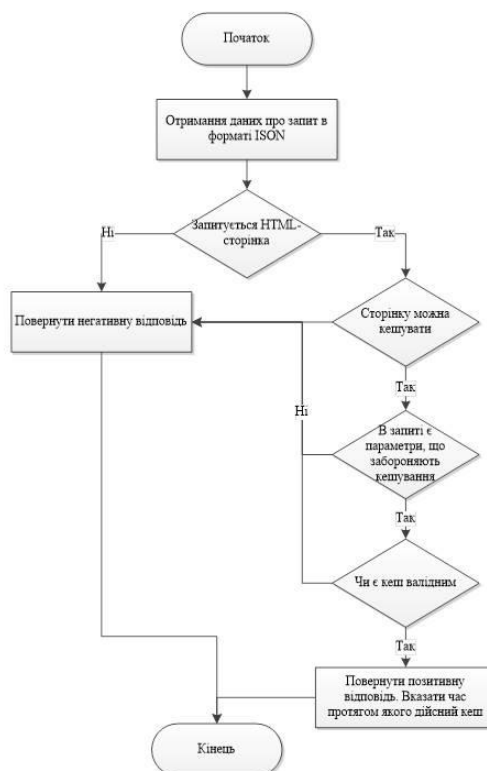 Початок
Отримання даних про запит в
форматі ISON
Запитується HTML-
сторінка
Ні
Так
Повернути негативну відповідь
Сторінку можна
кешувати
Так
Ні
В запиті є
параметри, що
забороняють
кешування
Так
Чи є кеш валідним
Так
Повернути позитивну
відповідь. Вказати час
протягом якого дійсний кеш
Кінець